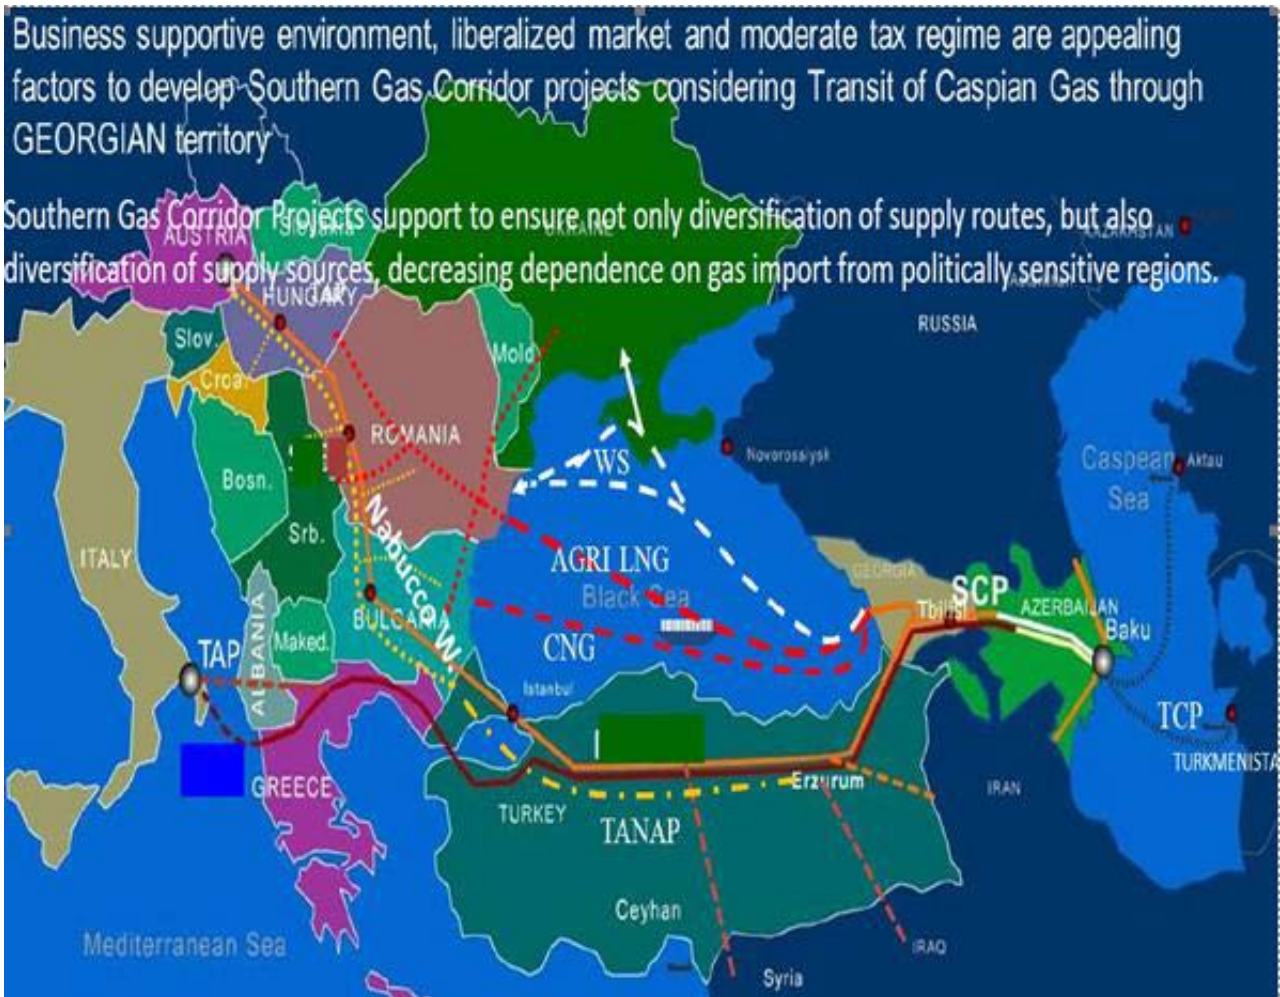 Business supportive environment, liberalized market and moderate tax regime are appealing
factors to develop Southern Gas Corridor projects considering Transit of Caspian Gas through
GEORGIAN territory
Southern Gas Corridor Projects support to ensure not only diversification of supply routes, but also
diversification of supply sources, decreasing dependence on gas import from politically sensitive regions.
AUSTRIA
UKRAINE
KAZAKHSTAN
HUNGARY
RUSSIA
Slov.
Mold
Croa.
ROMANIA
WS
Novorossiysk
Caspean
Sea
Aktau
Bosn.
Nabucco W.
Srb.
ITALY
AGRI LNG
Black Sea
GEORGIA
SCP
Tbilisi
AZERBAIJAN
Baku
BULGARIA
ALBANIA
Maked.
CNG
TAP
Istanbul
TCP
TURKMENISTA
GREECE
Erzurum
IRAN
TURKEY
TANAP
Ceyhan
Mediterranean Sea
IRAQ
Syria